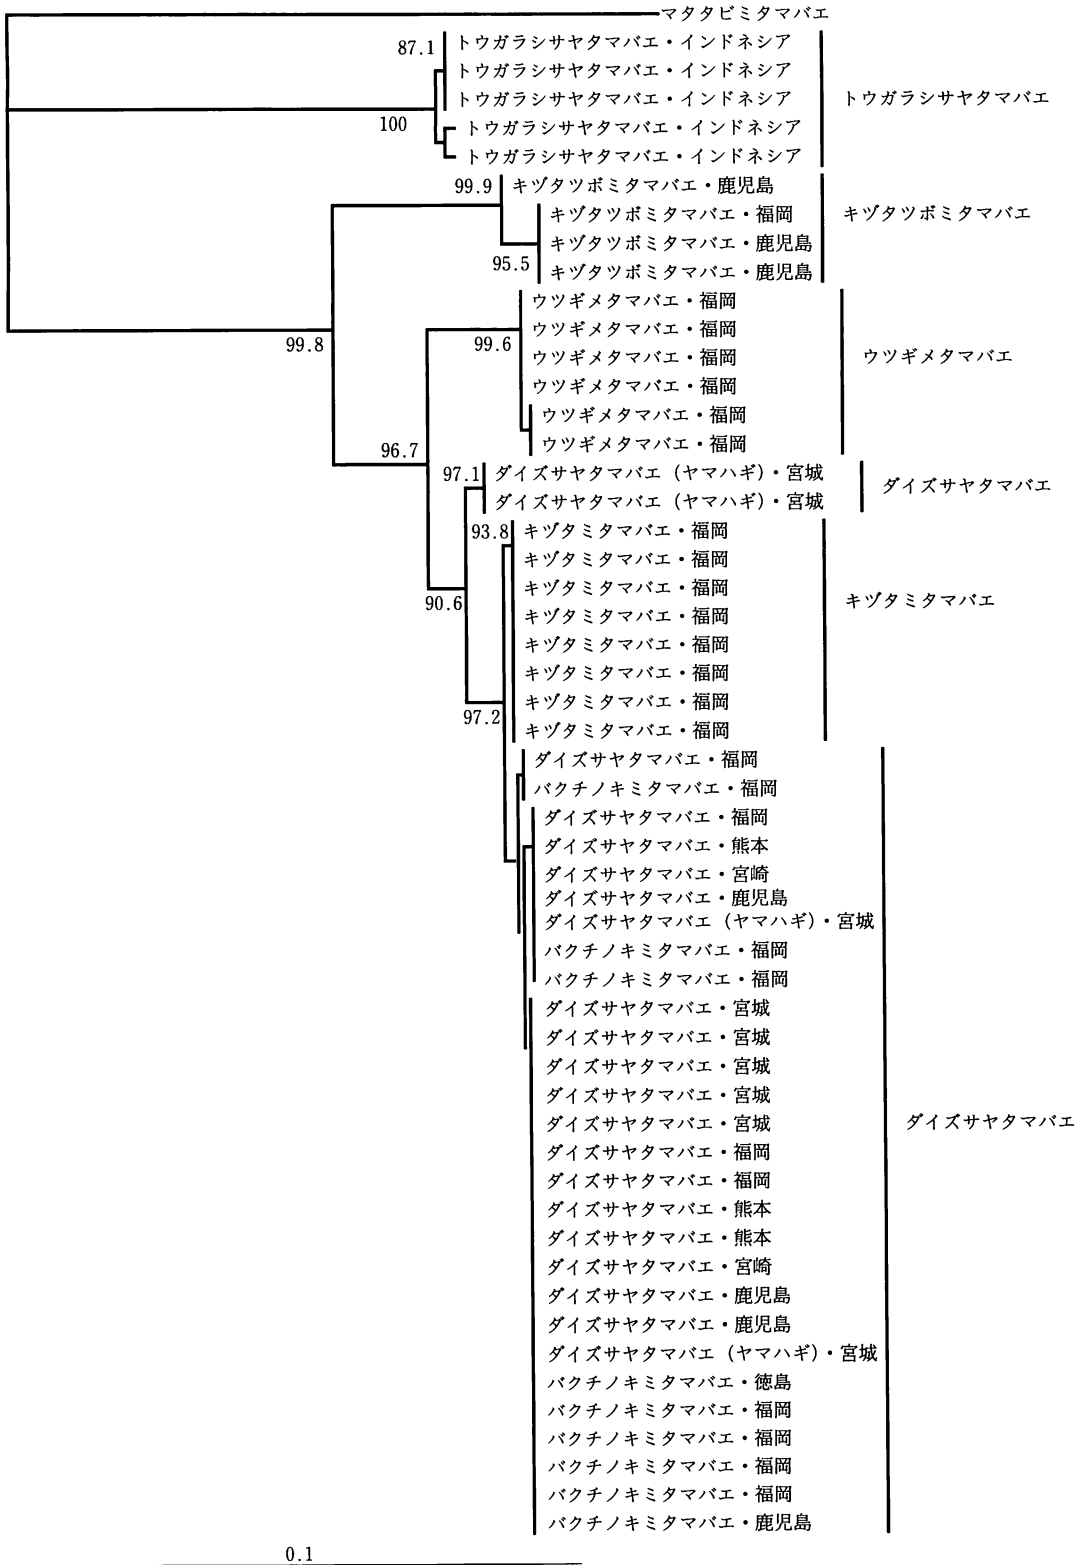 マタタビミタマバエ
87.1
トウガラシサヤタマバエ・インドネシア
トウガラシサヤタマバエ・インドネシア
トウガラシサヤタマバエ・インドネシア
トウガラシサヤタマバエ
100
トウガラシサヤタマバエ・インドネシア
トウガラシサヤタマバエ・インドネシア
99.9
キヅタツボミタマバエ・鹿児島
キヅタツボミタマバエ・福岡
キヅタツボミタマバエ
キヅタツボミタマバエ・鹿児島
95.5
キヅタツボミタマバエ・鹿児島
ウツギメタマバエ・福岡
ウツギメタマバエ・福岡
99.8
99.6
ウツギメタマバエ・福岡
ウツギメタマバエ
ウツギメタマバエ・福岡
ウツギメタマバエ・福岡
96.7
ウツギメタマバエ・福岡
97.1
ダイズサヤタマバエ (ヤマハギ)・宮城
ダイズサヤタマバエ
ダイズサヤタマバエ (ヤマハギ)・宮城
93.8
キヅタミタマバエ・福岡
キヅタミタマバエ・福岡
キヅタミタマバエ・福岡
90.6
キヅタミタマバエ
キヅタミタマバエ・福岡
キヅタミタマバエ・福岡
キヅタミタマバエ・福岡
キヅタミタマバエ・福岡
97.2
キヅタミタマバエ・福岡
ダイズサヤタマバエ・福岡
バクチノキミタマバエ・福岡
ダイズサヤタマバエ・福岡
ダイズサヤタマバエ・熊本
ダイズサヤタマバエ・宮崎
ダイズサヤタマバエ・鹿児島
ダイズサヤタマバエ (ヤマハギ)・宮城
バクチノキミタマバエ・福岡
バクチノキミタマバエ・福岡
ダイズサヤタマバエ・宮城
ダイズサヤタマバエ・宮城
ダイズサヤタマバエ・宮城
ダイズサヤタマバエ・宮城
ダイズサヤタマバエ・宮城
ダイズサヤタマバエ
ダイズサヤタマバエ・福岡
ダイズサヤタマバエ・福岡
ダイズサヤタマバエ・熊本
ダイズサヤタマバエ・熊本
ダイズサヤタマバエ・宮崎
ダイズサヤタマバエ・鹿児島
ダイズサヤタマバエ・鹿児島
ダイズサヤタマバエ (ヤマハギ)・宮城
バクチノキミタマバエ・徳島
バクチノキミタマバエ・福岡
バクチノキミタマバエ・福岡
バクチノキミタマバエ・福岡
バクチノキミタマバエ・福岡
バクチノキミタマバエ・鹿児島
0.1